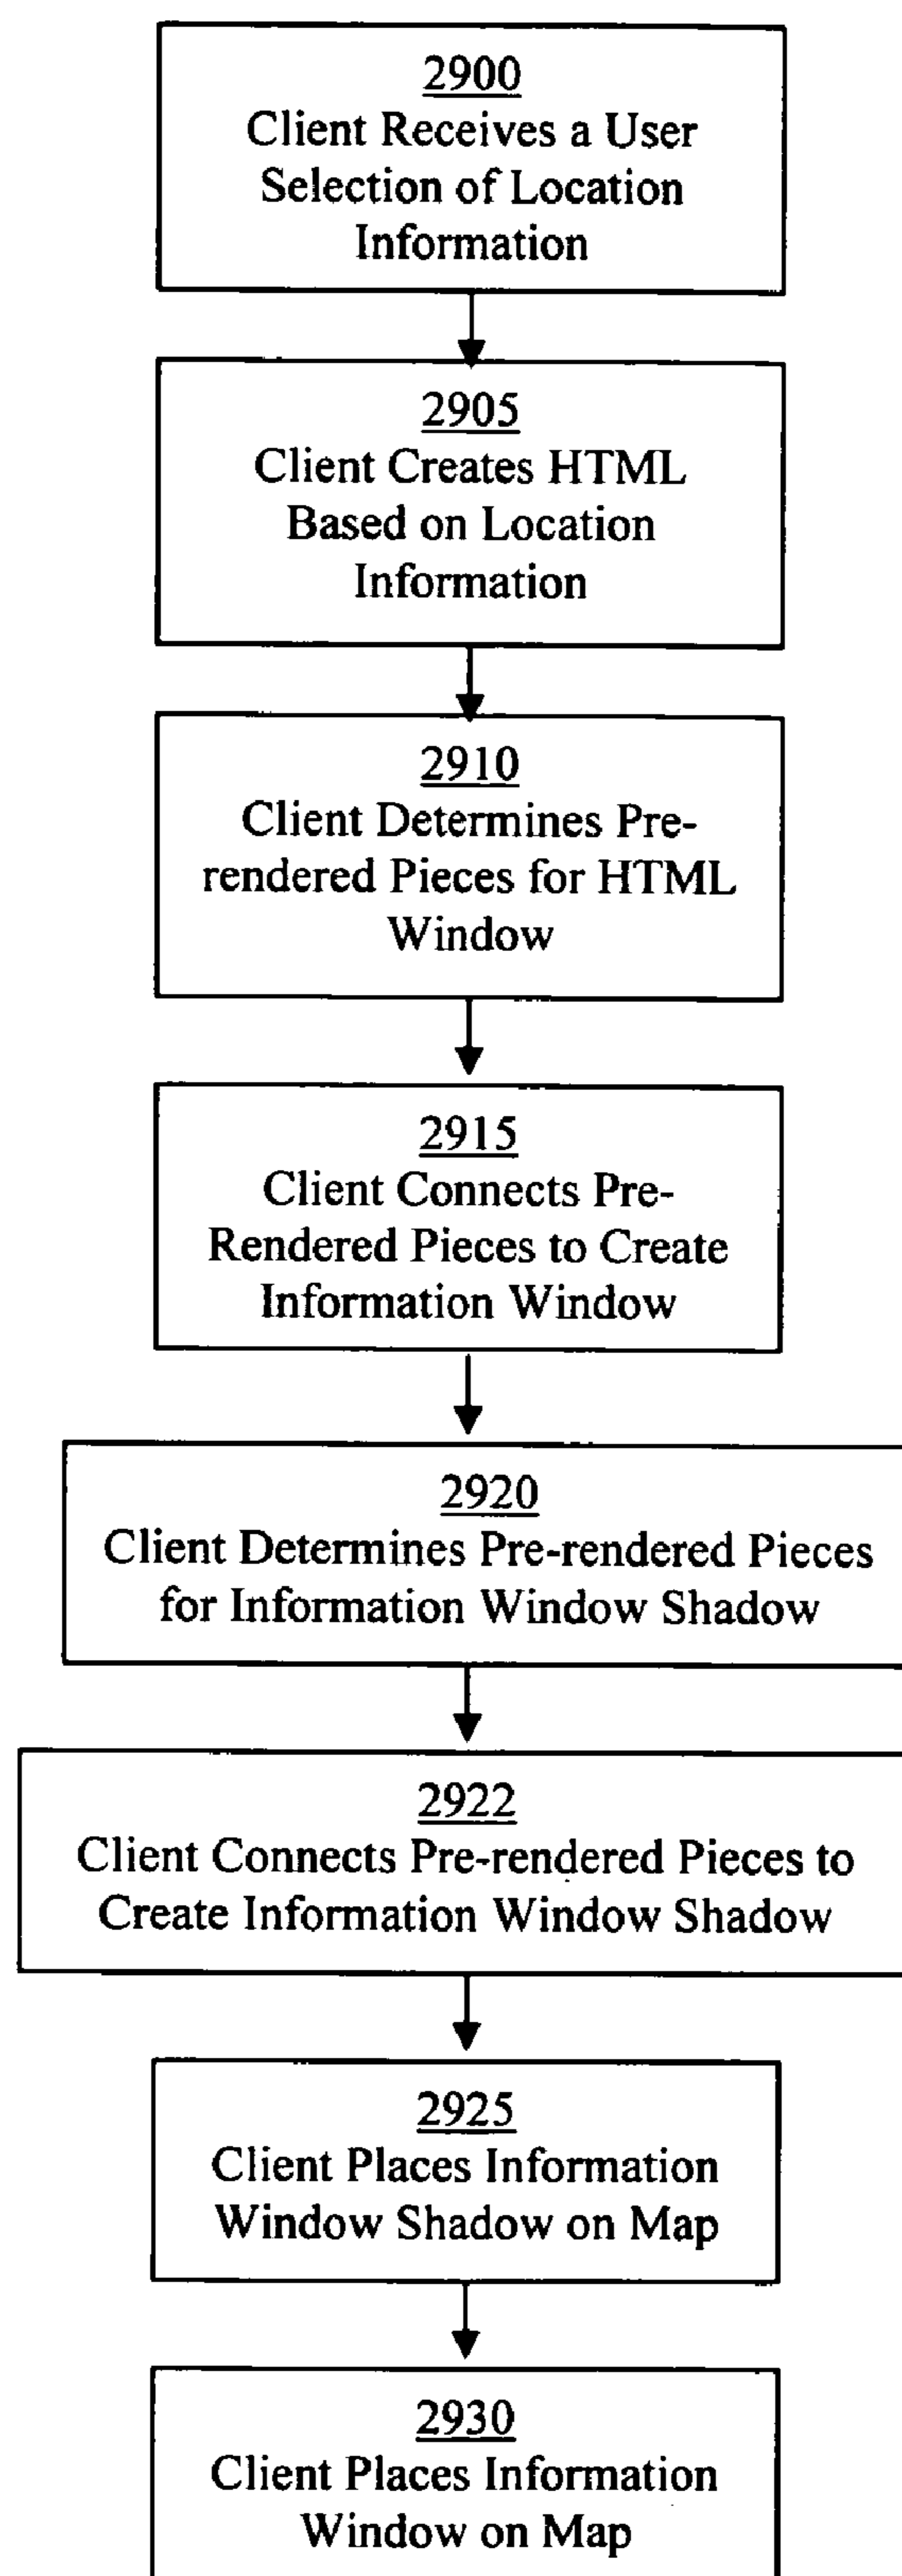 2900
Client Receives a User
Selection of Location
Information
2905
Client Creates HTML
Based on Location
Information
2910
Client Determines Pre-
rendered Pieces for HTML
Window
2915
Client Connects Pre-
Rendered Pieces to Create
Information Window
2920
Client Determines Pre-rendered Pieces
for Information Window Shadow
2922
Client Connects Pre-rendered Pieces to
Create Information Window Shadow
2925
Client Places Information
Window Shadow on Map
2930
Client Places Information
Window on Map